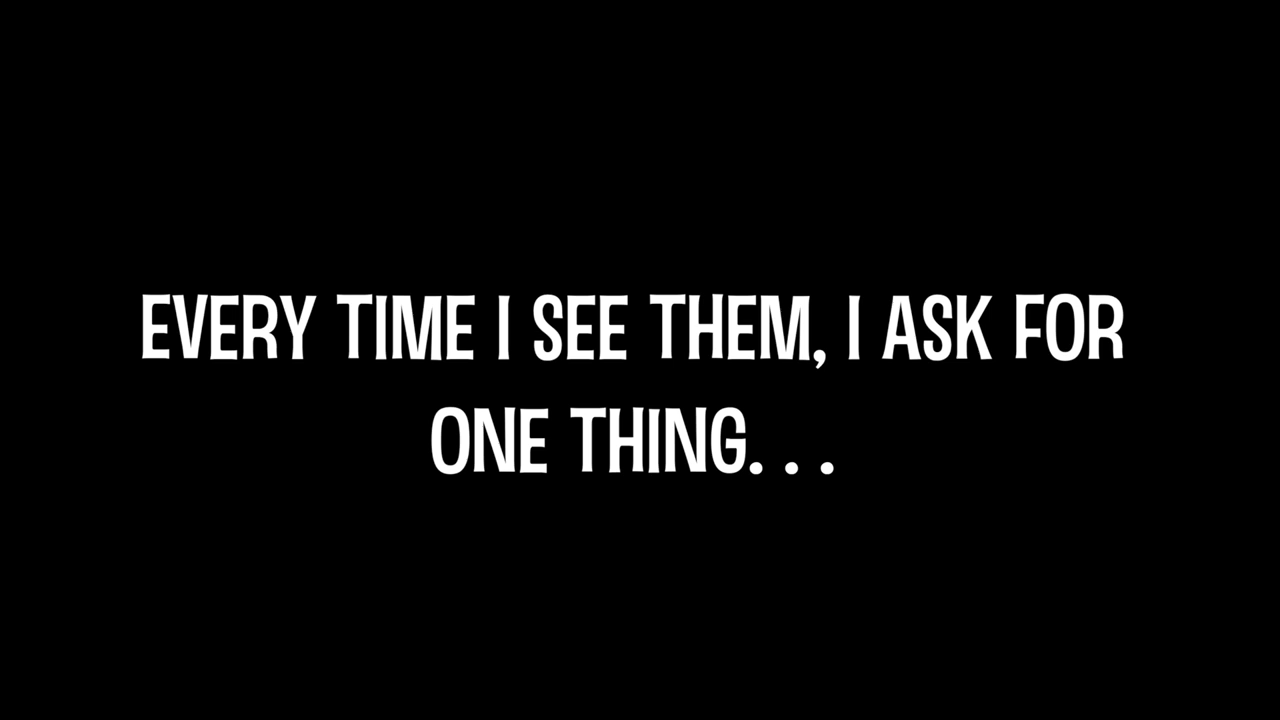 EVERY TIME I SEE THEM, I ASK FOR
ONE THING. . .